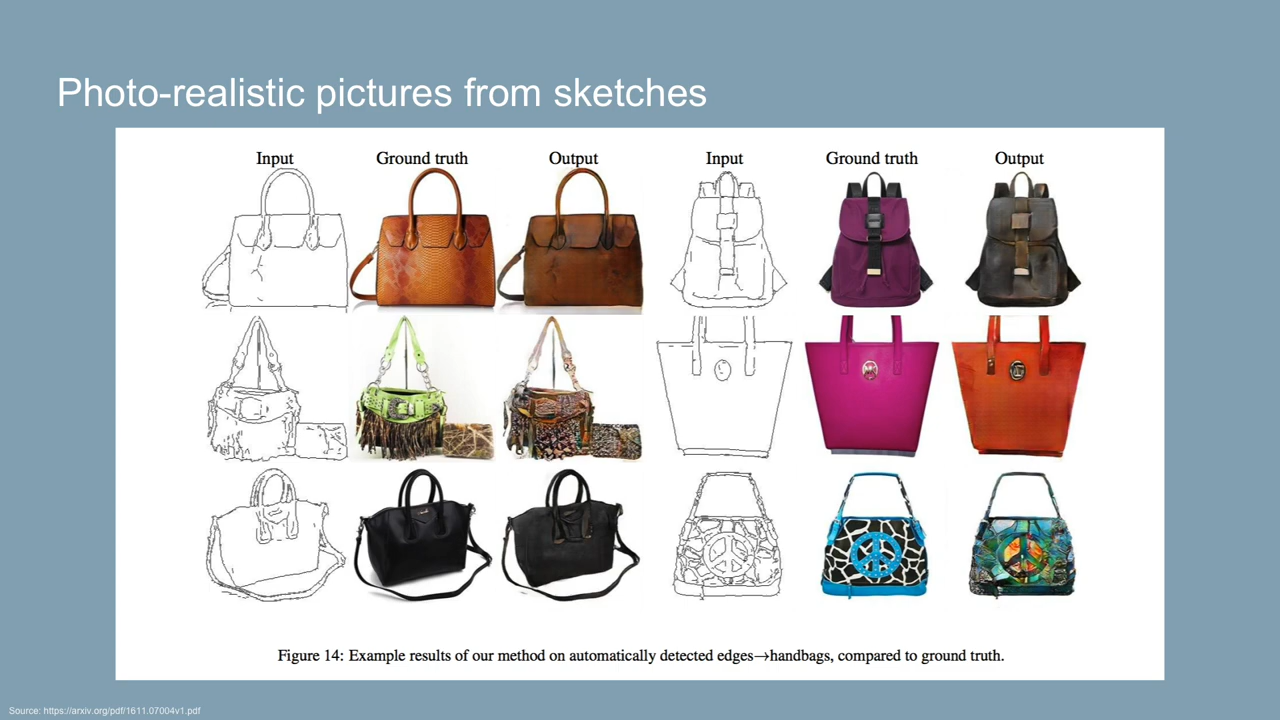 Photo-realistic pictures from sketches
Input Ground truth Output Input Ground truth Output
Figure 14: Example results of our method on automatically detected edges→handbags, compared to ground truth.
Source: https://arxiv.org/pdf/1611.07004v1.pdf